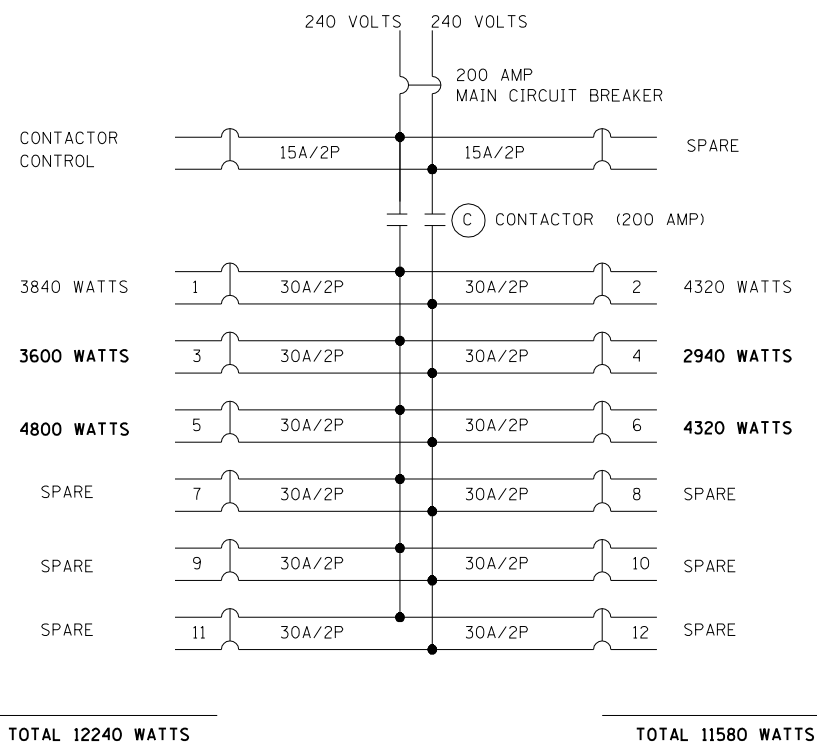 240 VOLTS 240 VOLTS
200 AMP
MAIN CIRCUIT BREAKER
CONTACTOR
CONTROL
15A/2P 15A/2P
SPARE
C CONTACTOR (200 AMP)
3840 WATTS 1 30A/2P 30A/2P 2 4320 WATTS
3600 WATTS 3 30A/2P 30A/2P 4 2940 WATTS
4800 WATTS 5 30A/2P 30A/2P 6 4320 WATTS
SPARE 7 30A/2P 30A/2P 8 SPARE
SPARE 9 30A/2P 30A/2P 10 SPARE
SPARE 11 30A/2P 30A/2P 12 SPARE
TOTAL 12240 WATTS TOTAL 11580 WATTS